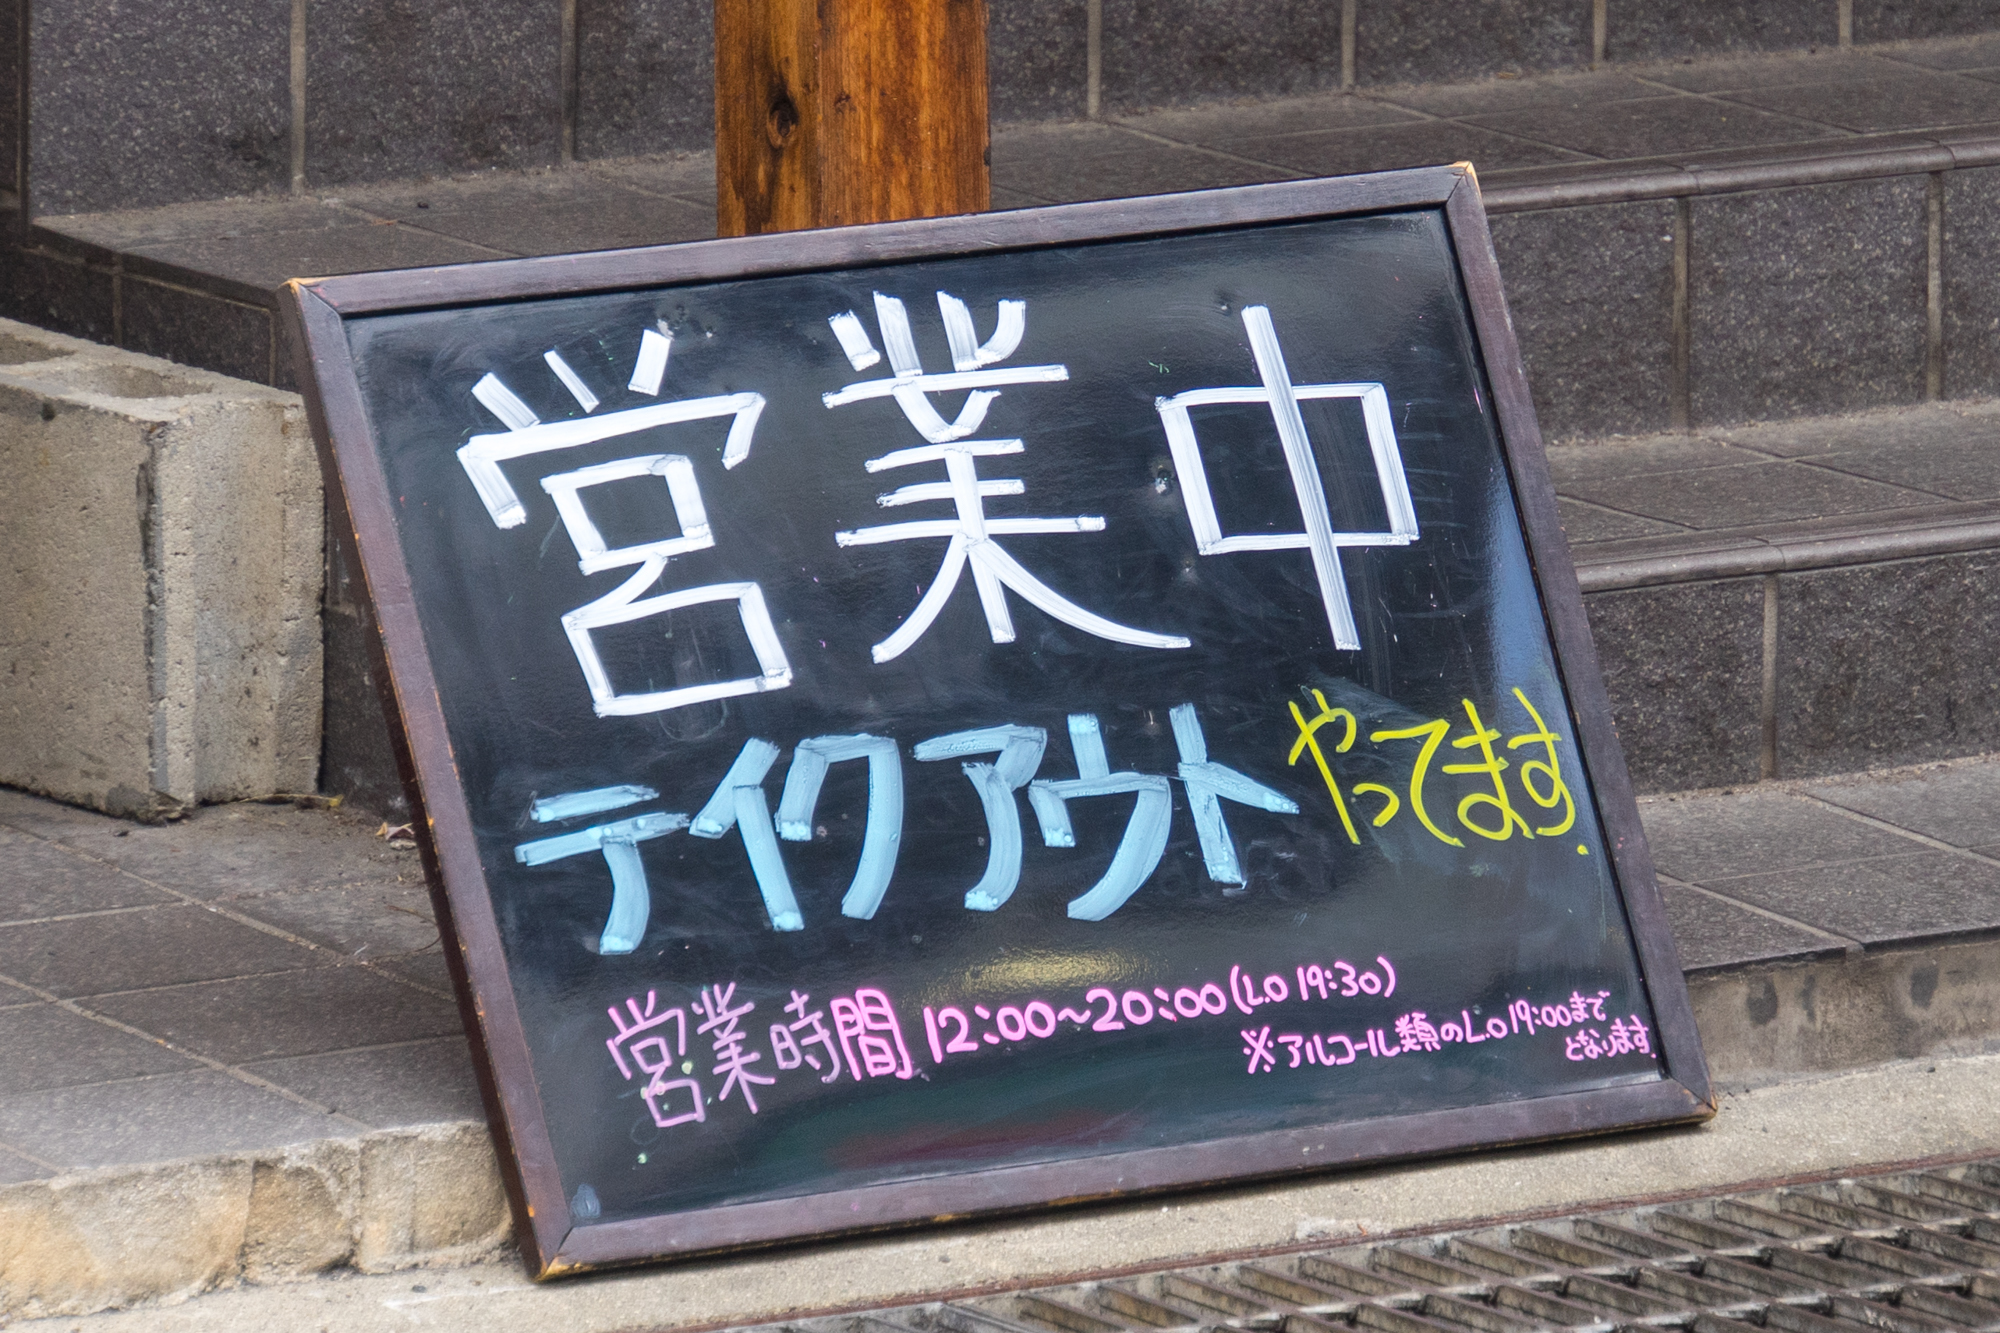 営業中
テイクアウトやってます.
営業時間 12:00〜20:00(L.O 19:30)
※アルコール類のL.O 19:00まで
となります.